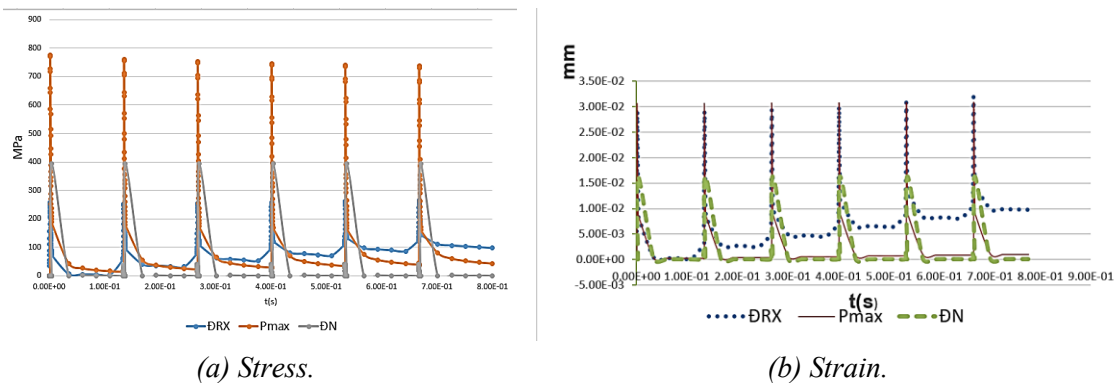 900
800
700
600
500
400
300
200
100
0
MPa
0.00E+00 1.00E-01 2.00E-01 3.00E-01 4.00E-01 5.00E-01 6.00E-01 7.00E-01 8.00E-01
t(s)
ĐRX Pmax ĐN
(a) Stress.
mm
3.50E-02
3.00E-02
2.50E-02
2.00E-02
1.50E-02
1.00E-02
5.00E-03
0.00E+00
-5.00E-03
0.00E+00 1.00E-01 2.00E-01 3.00E-01 4.00E-01 5.00E-01 6.00E-01 7.00E-01 8.00E-01 9.00E-01
t(s)
ĐRX Pmax ĐN
(b) Strain.